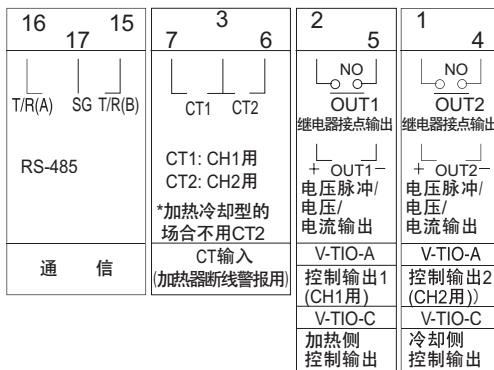 16 17 15
T/R(A) SG T/R(B)
RS-485
通 信
3
7 6
CT1 CT2
CT1: CH1用
CT2: CH2用
*加热冷却型的
场合不用CT2
CT输入
(加热器断线警报用)
2 5
NO
OUT1
继电器接点输出
+ OUT1 −
电压脉冲/
电压/
电流输出
V-TIO-A
控制输出1
(CH1用)
V-TIO-C
加热侧
控制输出
1 4
NO
OUT2
继电器接点输出
+ OUT2 −
电压脉冲/
电压/
电流输出
V-TIO-A
控制输出2
(CH2用))
V-TIO-C
冷却侧
控制输出